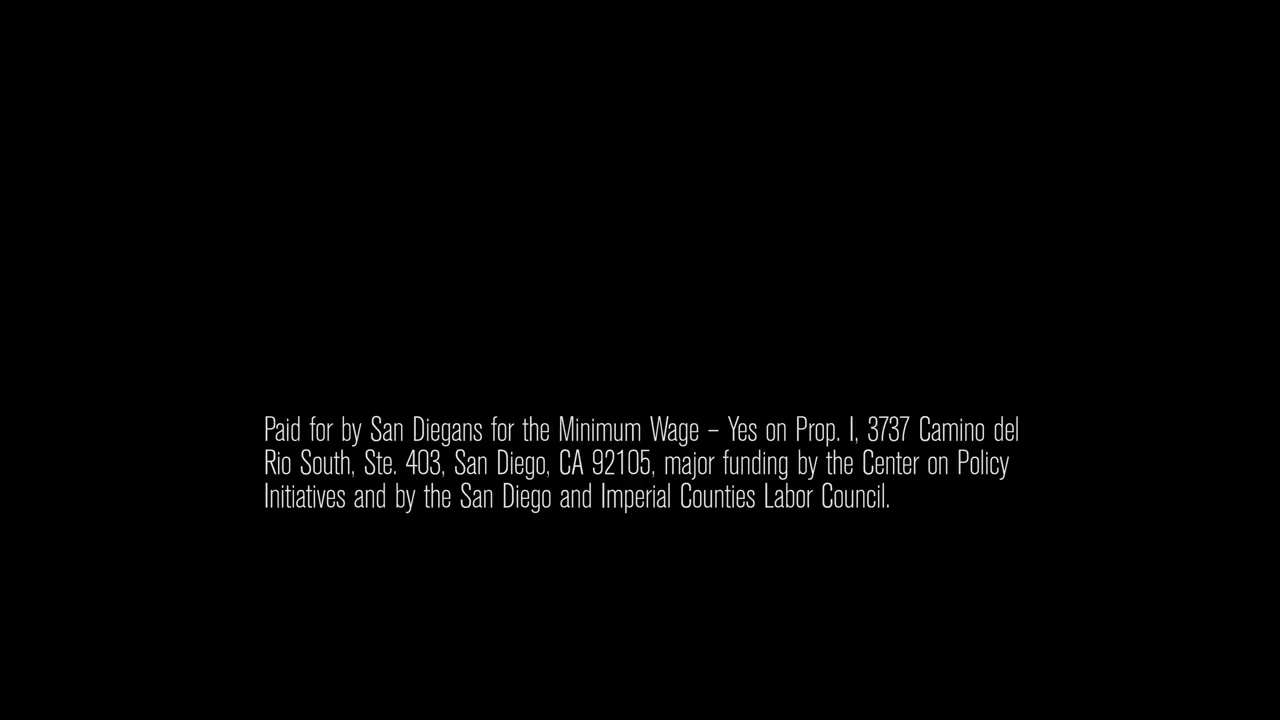 Paid for by San Diegans for the Minimum Wage – Yes on Prop. I, 3737 Camino del
Rio South, Ste. 403, San Diego, CA 92105, major funding by the Center on Policy
Initiatives and by the San Diego and Imperial Counties Labor Council.